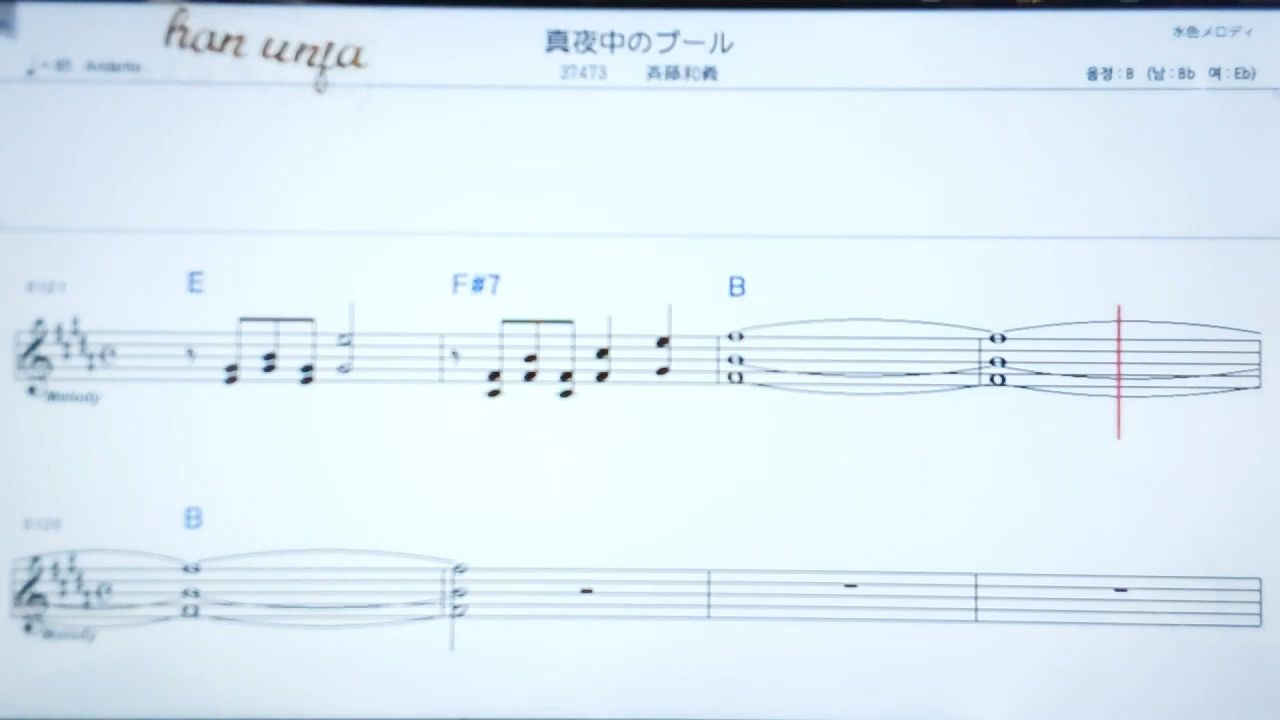 han unfa
真夜中のプール
水色メロディ
Andante
37473 斉藤和義
음정:B (남:Bb 여:Eb)
E F#7 B
Melody
B
Melody